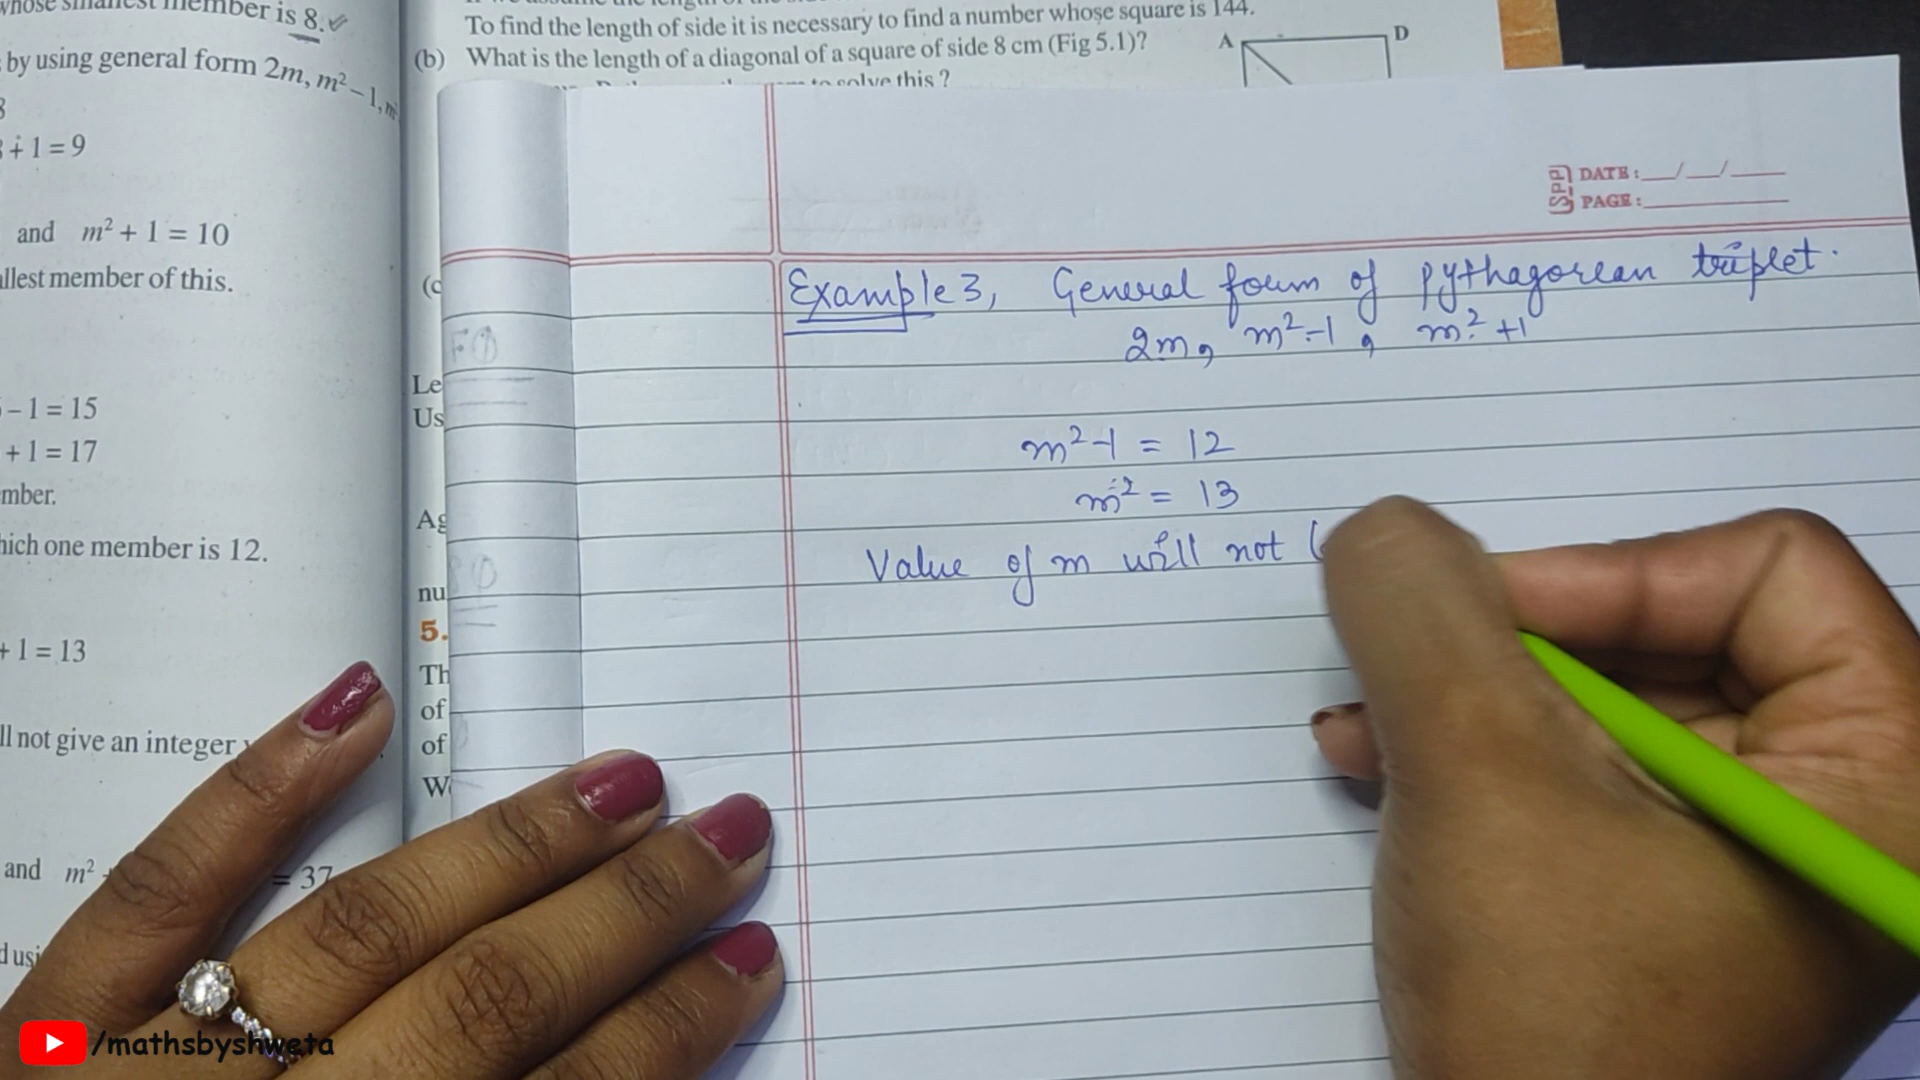 member is 8.
by using general form 2m, m² – 1, m²
+ 1 = 9
and m² + 1 = 10
allest member of this.
– 1 = 15
+ 1 = 17
mber.
hich one member is 12.
+ 1 = 13
ll not give an integer
and m²
= 37
d usi
To find the length of side it is necessary to find a number whose square is 144.
(b) What is the length of a diagonal of a square of side 8 cm (Fig 5.1)?
to solve this ?
A
D
(c
Le
Us
Ag
nu
5.
Th
of
of
W
DATE : __/__/____
PAGE : ________
Example 3, General form of pythagorean triplet.
2m, m²-1, m²+1
m²-1 = 12
m² = 13
Value of m will not
/mathsbyshweta